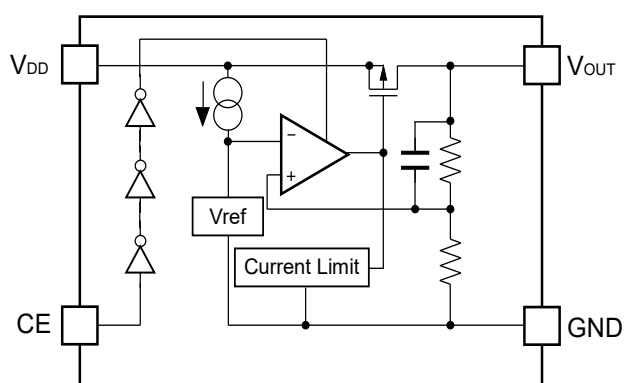 VDD
VOUT
−
+
Vref
Current Limit
CE
GND